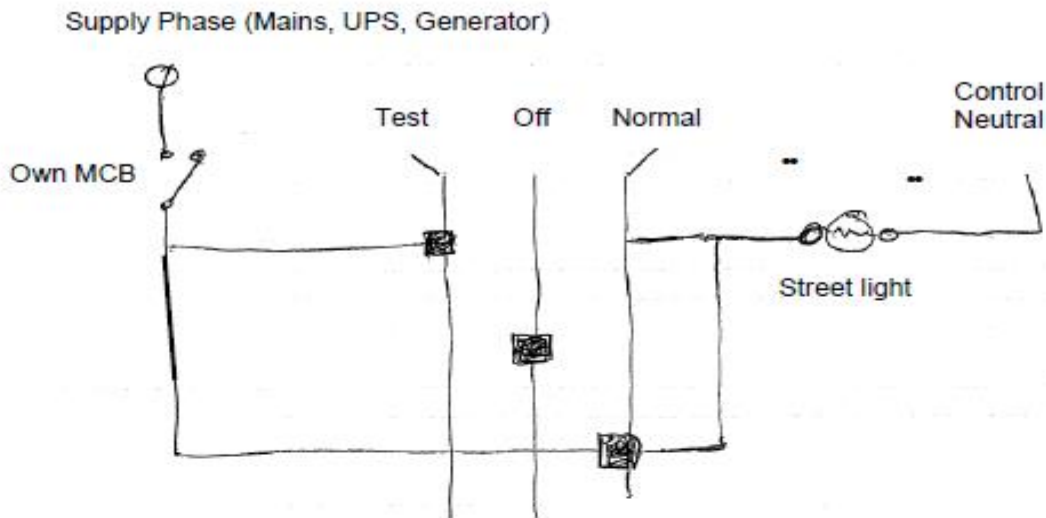 Supply Phase (Mains, UPS, Generator)
Test Off Normal
Control
Neutral
Own MCB
Street light